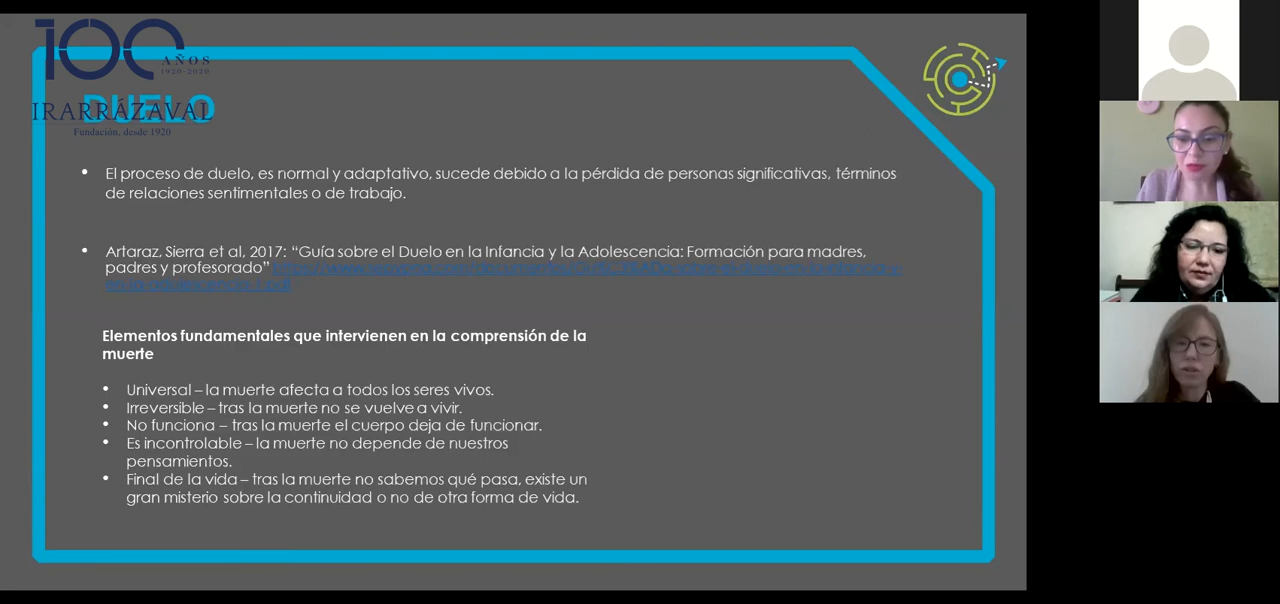 100
AÑOS
1920-2020
DUELO
IRARRÁZAVAL
Fundación, desde 1920
• El proceso de duelo, es normal y adaptativo, sucede debido a la pérdida de personas significativas, términos
de relaciones sentimentales o de trabajo.
• Artaraz, Sierra et al, 2017: “Guía sobre el Duelo en la Infancia y la Adolescencia: Formación para madres,
padres y profesorado”
Elementos fundamentales que intervienen en la comprensión de la
muerte
• Universal – la muerte afecta a todos los seres vivos.
• Irreversible – tras la muerte no se vuelve a vivir.
• No funciona – tras la muerte el cuerpo deja de funcionar.
• Es incontrolable – la muerte no depende de nuestros
pensamientos.
• Final de la vida – tras la muerte no sabemos qué pasa, existe un
gran misterio sobre la continuidad o no de otra forma de vida.